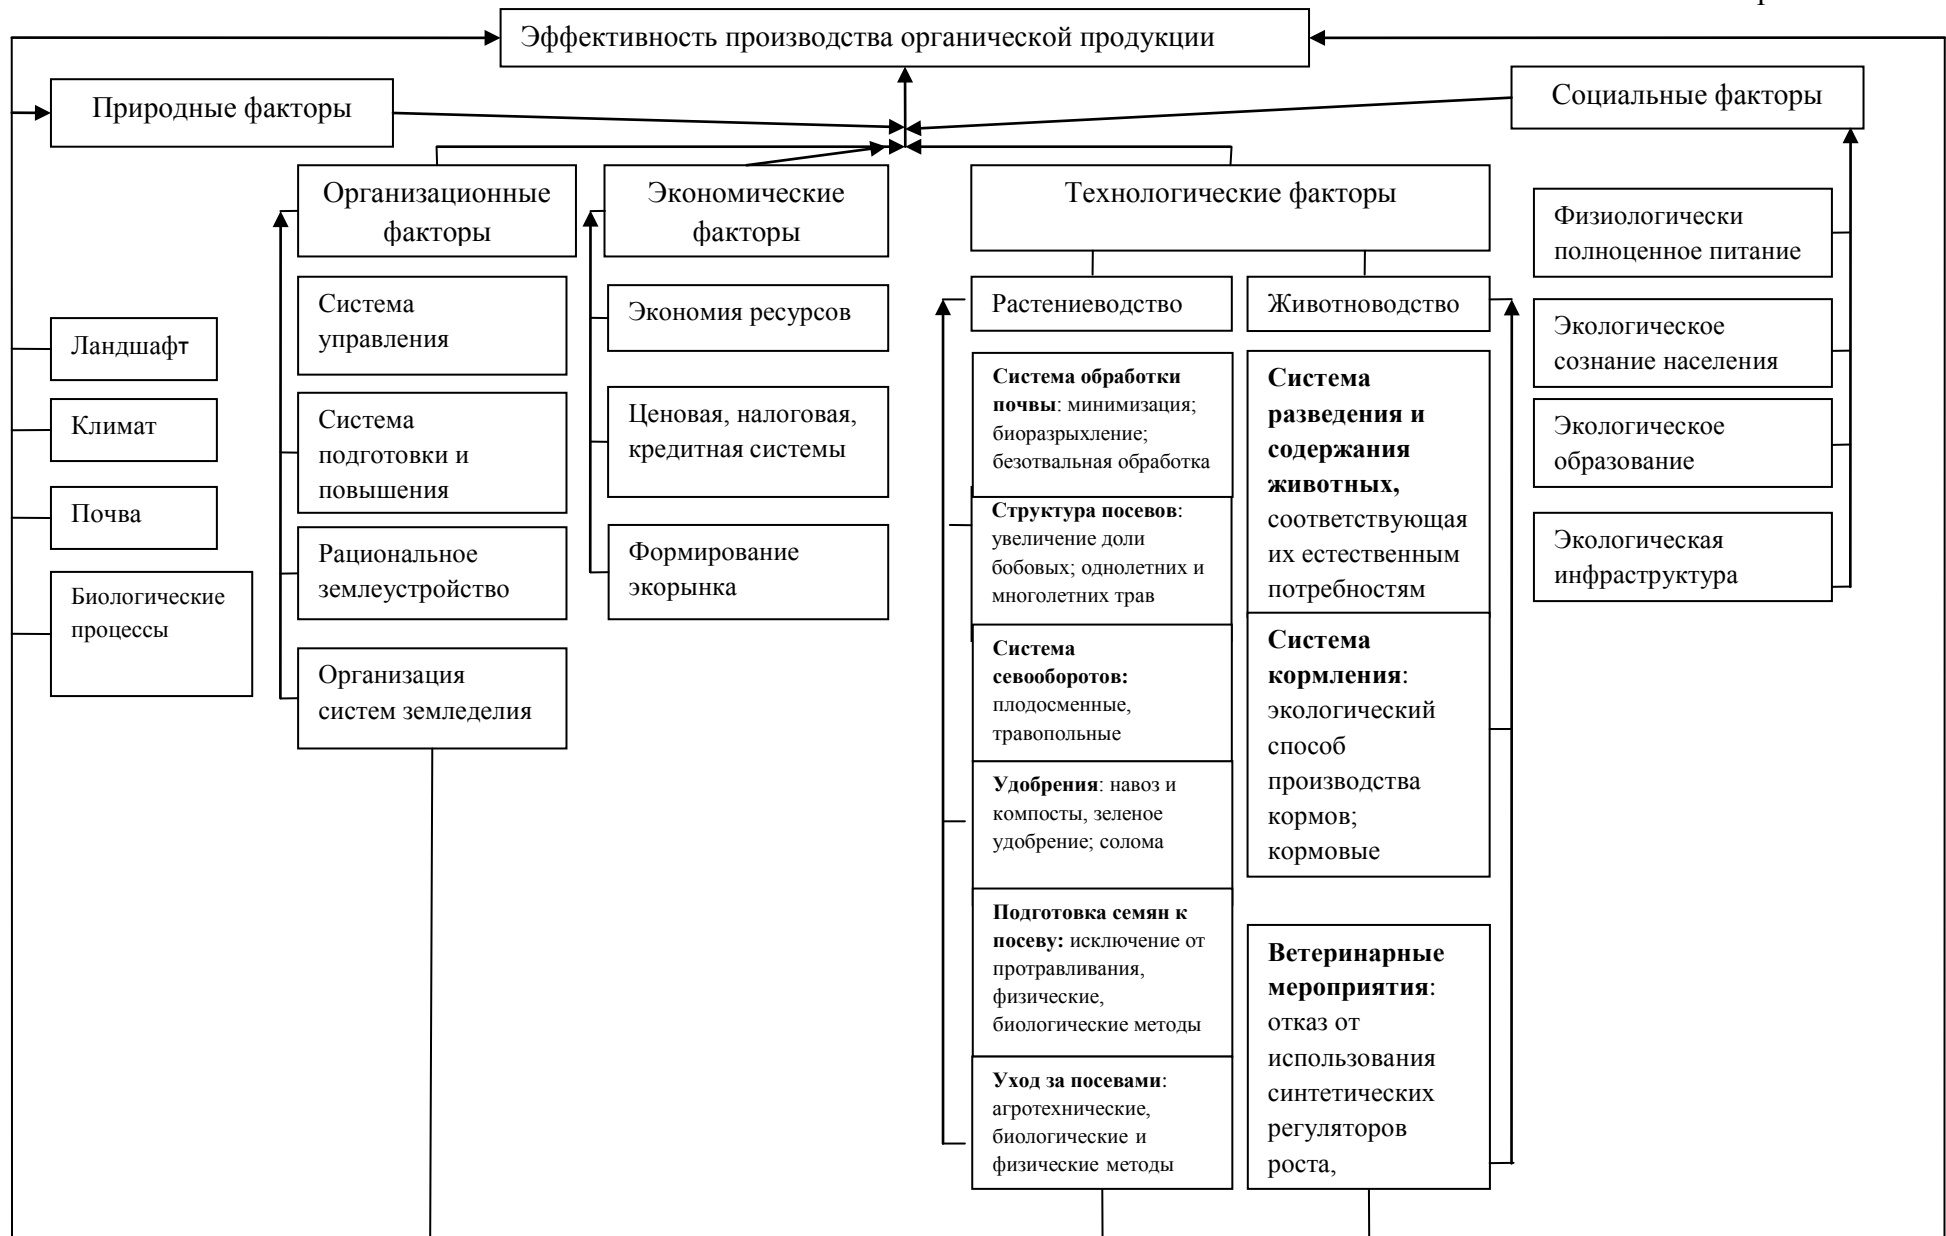 Эффективность производства органической продукции
Природные факторы
Социальные факторы
Организационные
факторы
Экономические
факторы
Технологические факторы
Ландшафт
Климат
Почва
Биологические
процессы
Система
управления
Система
подготовки и
повышения
Рациональное
землеустройство
Организация
систем земледелия
Экономия ресурсов
Ценовая, налоговая,
кредитная системы
Формирование
экорынка
Растениеводство
Система обработки
почвы: минимизация;
биоразрыхление;
безотвальная обработка
Структура посевов:
увеличение доли
бобовых; однолетних и
многолетних трав
Система
севооборотов:
плодосменные,
травопольные
Удобрения: навоз и
компосты, зеленое
удобрение; солома
Подготовка семян к
посеву: исключение от
протравливания,
физические,
биологические методы
Уход за посевами:
агротехнические,
биологические и
физические методы
Животноводство
Система
разведения и
содержания
животных,
соответствующая
их естественным
потребностям
Система
кормления:
экологический
способ
производства
кормов;
кормовые
Ветеринарные
мероприятия:
отказ от
использования
синтетических
регуляторов
роста,
Физиологически
полноценное питание
Экологическое
сознание населения
Экологическое
образование
Экологическая
инфраструктура